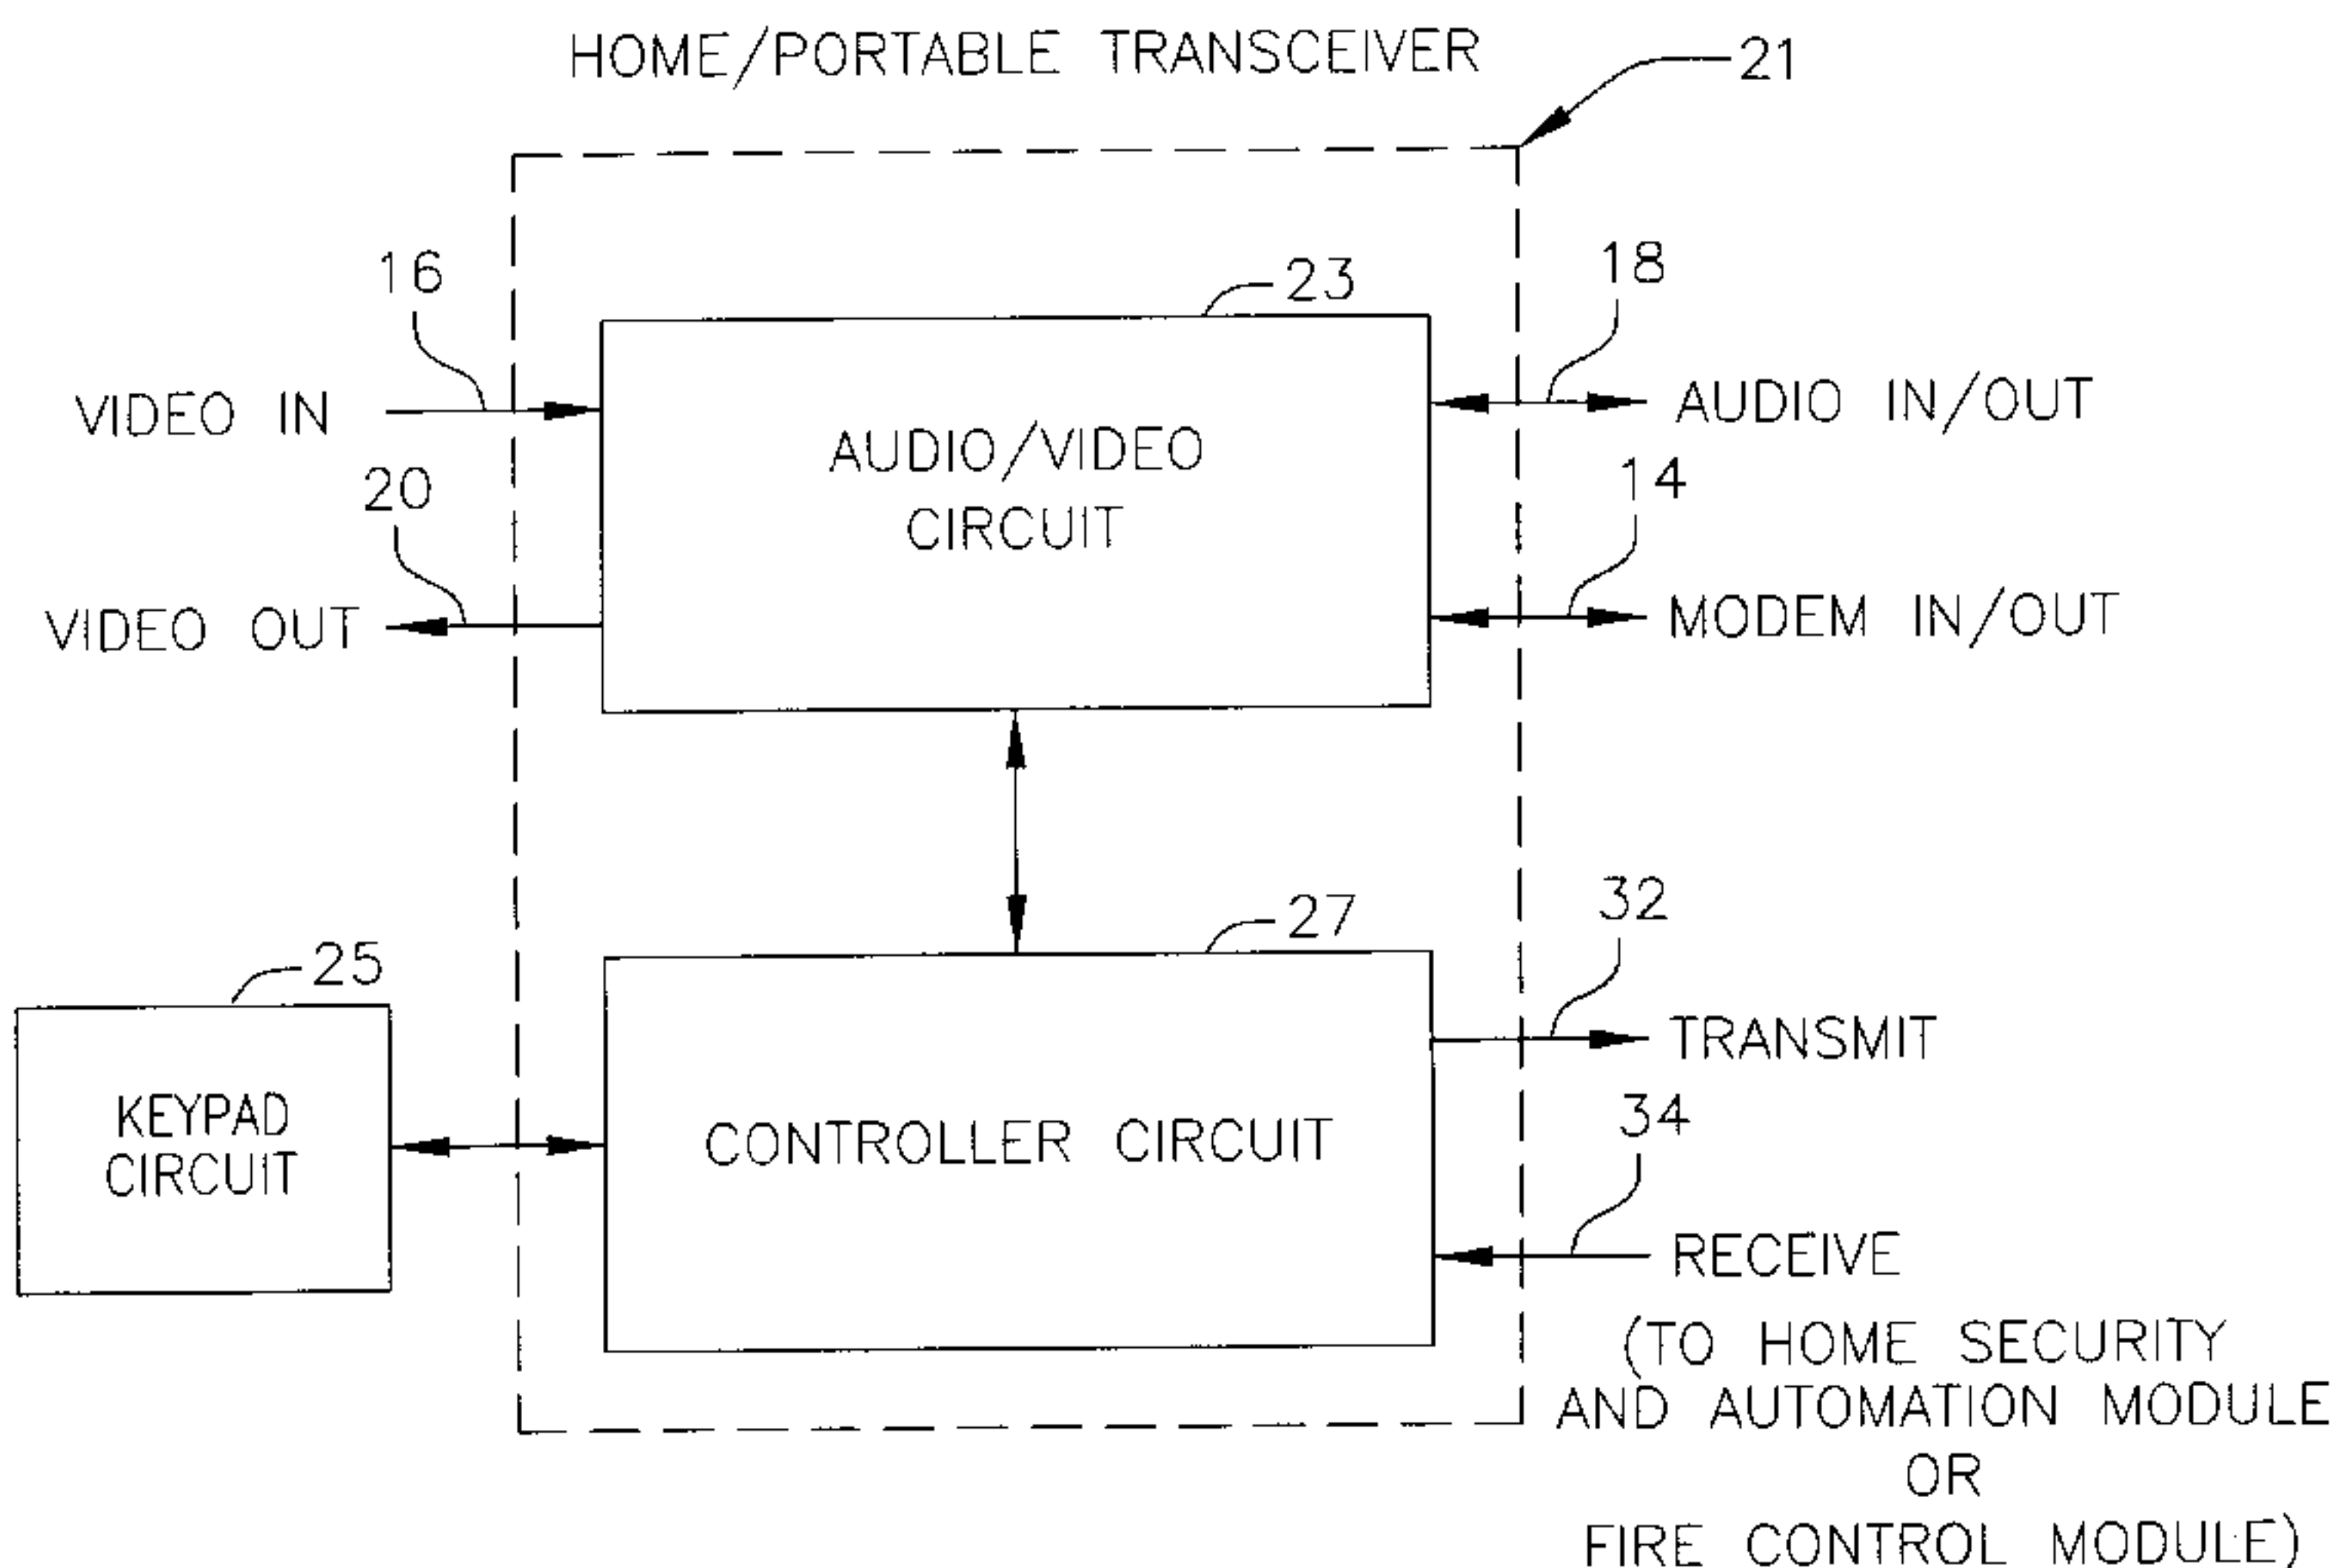 HOME/PORTABLE TRANSCEIVER
21
16
23
18
VIDEO IN
AUDIO/VIDEO
CIRCUIT
AUDIO IN/OUT
20
14
VIDEO OUT
MODEM IN/OUT
25
27
32
KEYPAD
CIRCUIT
CONTROLLER CIRCUIT
TRANSMIT
34
RECEIVE
(TO HOME SECURITY
AND AUTOMATION MODULE
OR
FIRE CONTROL MODULE)